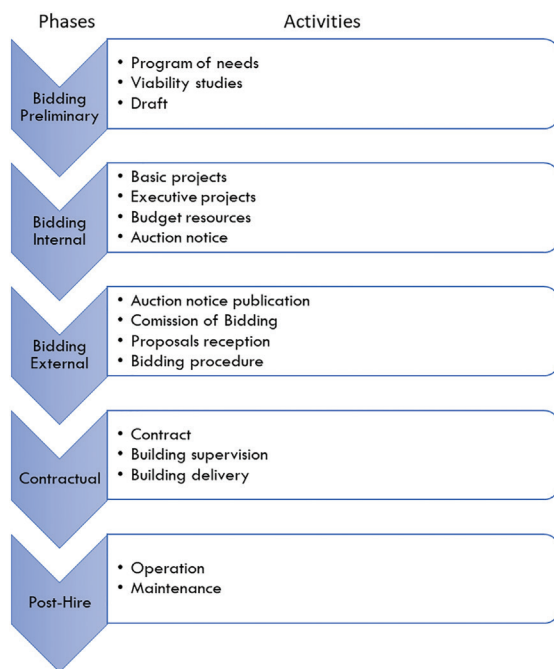 Phases Activities
Bidding
Preliminary
• Program of needs
• Viability studies
• Draft
Bidding
Internal
• Basic projects
• Executive projects
• Budget resources
• Auction notice
Bidding
External
• Auction notice publication
• Comission of Bidding
• Proposals reception
• Bidding procedure
Contractual
• Contract
• Building supervision
• Building delivery
Post-Hire
• Operation
• Maintenance